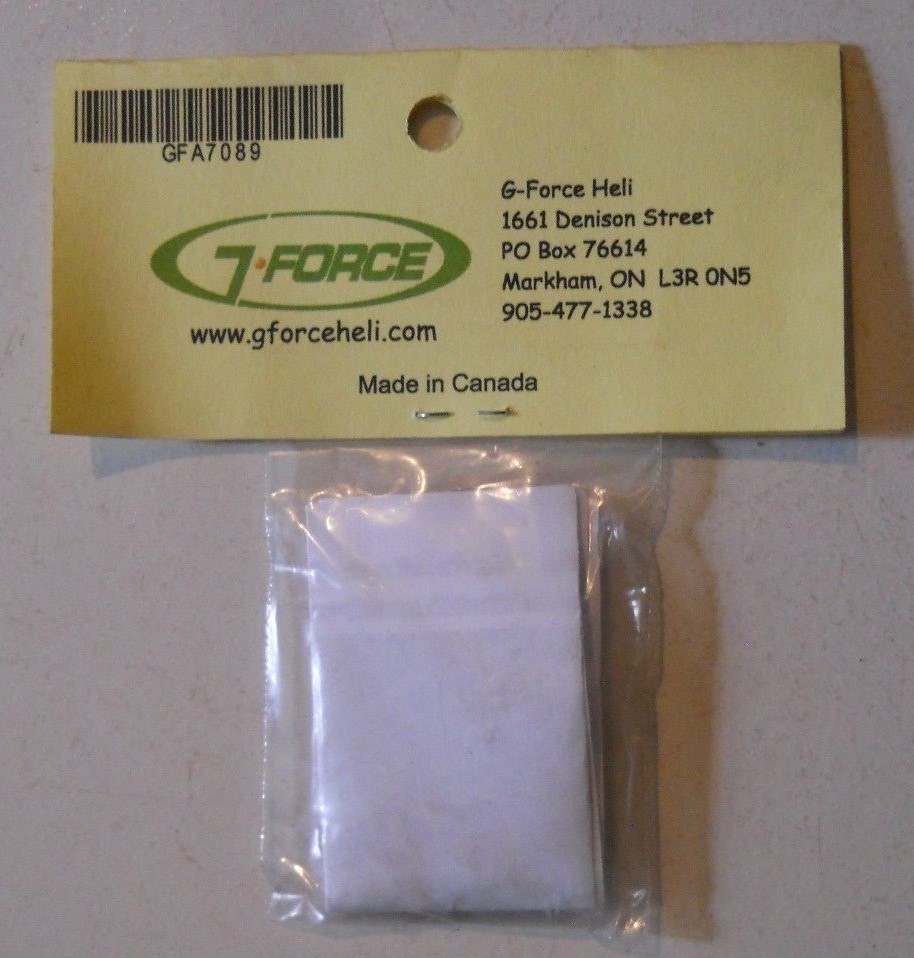 GFA7089
G-FORCE
www.gforceheli.com
G-Force Heli
1661 Denison Street
PO Box 76614
Markham, ON L3R 0N5
905-477-1338
Made in Canada